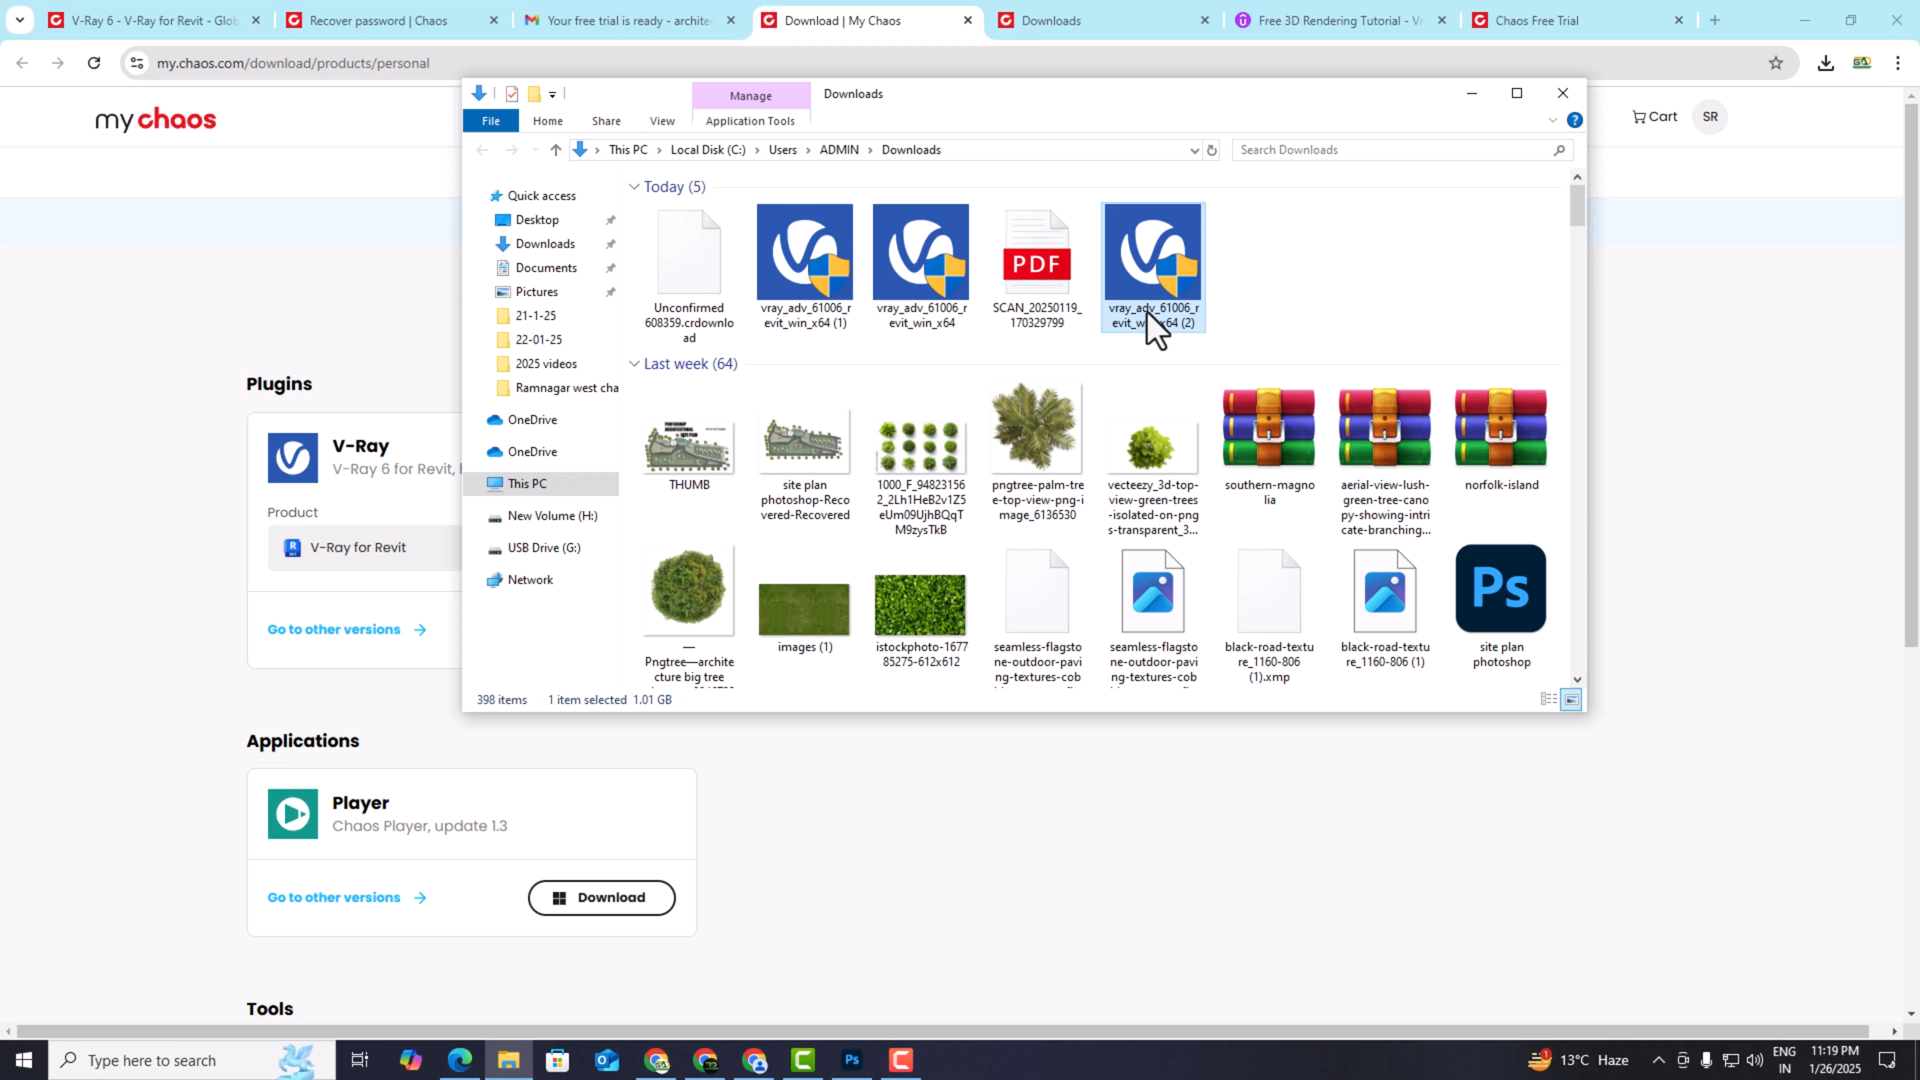 V-Ray 6 - V-Ray for Revit - Glob
Recover password | Chaos
Your free trial is ready - archite
Download | My Chaos
Downloads
Free 3D Rendering Tutorial - Vr
Chaos Free Trial
my.chaos.com/download/products/personal
my chaos
Cart
SR
Manage
Downloads
File
Home
Share
View
Application Tools
This PC > Local Disk (C:) > Users > ADMIN > Downloads
Search Downloads
Quick access
Desktop
Downloads
Documents
Pictures
21-1-25
22-01-25
2025 videos
Ramnagar west cha
OneDrive
OneDrive
This PC
New Volume (H:)
USB Drive (G:)
Network
Today (5)
Unconfirmed
608359.crdownlo
ad
vray_adv_61006_r
evit_win_x64 (1)
vray_adv_61006_r
evit_win_x64
PDF
SCAN_20250119_
170329799
vray_adv_61006_r
evit_win_x64 (2)
Last week (64)
THUMB
site plan
photoshop-Reco
vered-Recovered
1000_F_94823156
2_2Lh1HeB2v1Z5
eUm09UjhBQqT
M9zysTkB
pngtree-palm-tre
e-top-view-png-i
mage_6136530
vecteezy_3d-top-
view-green-trees
-isolated-on-png
s-transparent_3...
southern-magno
lia
aerial-view-lush-
green-tree-cano
py-showing-intri
cate-branching...
norfolk-island
—
Pngtree—archite
cture big tree
images (1)
istockphoto-1677
85275-612x612
seamless-flagsto
ne-outdoor-pavi
ng-textures-cob
seamless-flagsto
ne-outdoor-pavi
ng-textures-cob
black-road-textu
re_1160-806
(1).xmp
black-road-textu
re_1160-806 (1)
Ps
site plan
photoshop
398 items
1 item selected 1.01 GB
Plugins
V-Ray
V-Ray 6 for Revit,
Product
V-Ray for Revit
Go to other versions
Applications
Player
Chaos Player, update 1.3
Go to other versions
Download
Tools
Type here to search
Ps
13°C Haze
ENG
IN
11:19 PM
1/26/2025